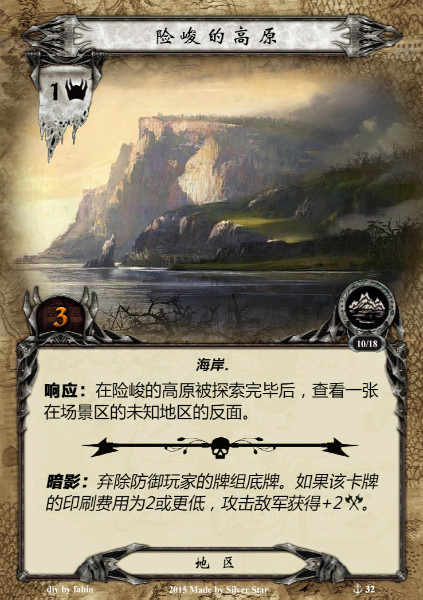 险峻的高原
1
3
10/18
海岸.
响应：在险峻的高原被探索完毕后，查看一张
在场景区的未知地区的反面。
暗影：弃除防御玩家的牌组底牌。如果该卡牌
的印刷费用为2或更低，攻击敌军获得+2。
地区
diy by fabio
2015 Made by Silver Star
32